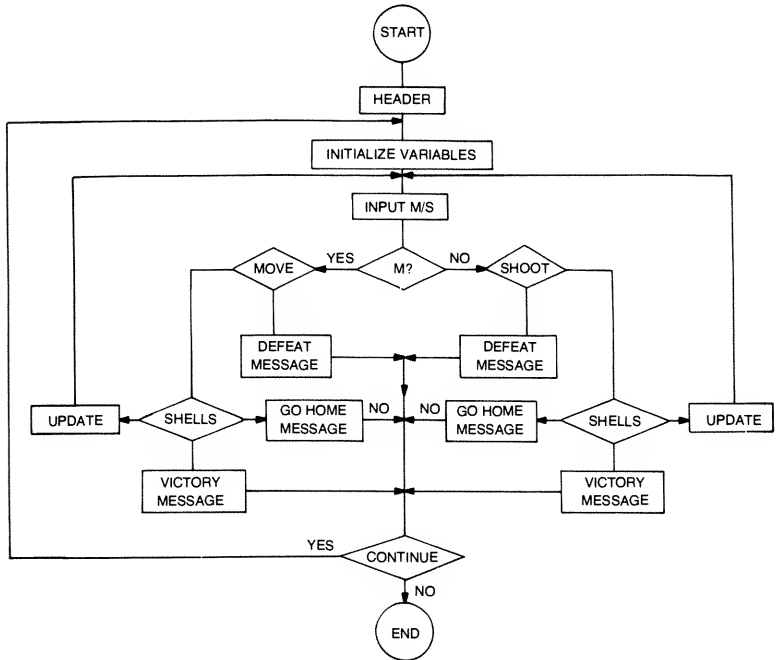 START
HEADER
INITIALIZE VARIABLES
INPUT M/S
MOVE
YES
M?
NO
SHOOT
DEFEAT
MESSAGE
DEFEAT
MESSAGE
UPDATE
SHELLS
GO HOME
MESSAGE
NO
NO
GO HOME
MESSAGE
SHELLS
UPDATE
VICTORY
MESSAGE
VICTORY
MESSAGE
YES
CONTINUE
NO
END